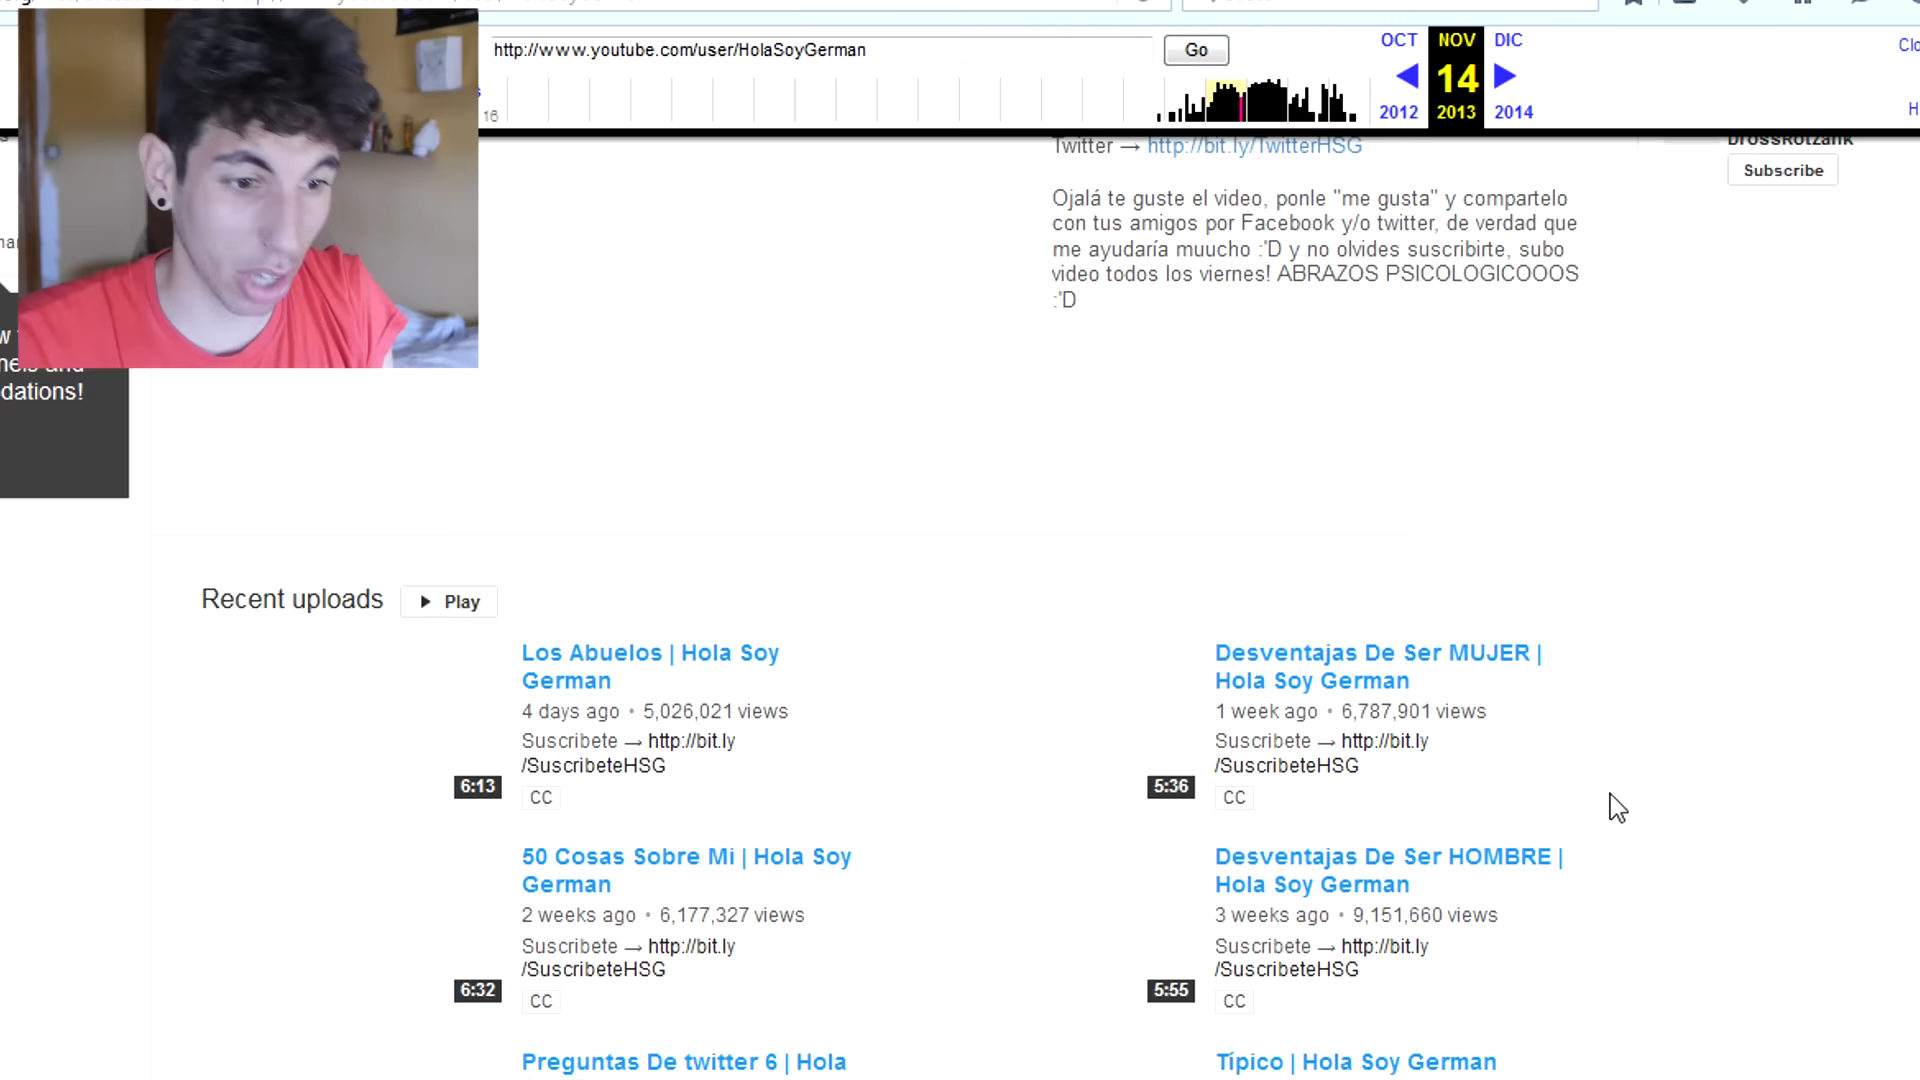 http://www.youtube.com/user/HolaSoyGerman
Go
OCT NOV DIC
14
2012 2013 2014
16
Twitter → http://bit.ly/TwitterHSG
DrossRotzank
Subscribe
Ojalá te guste el video, ponle "me gusta" y compartelo
con tus amigos por Facebook y/o twitter, de verdad que
me ayudaría muucho :'D y no olvides suscribirte, subo
video todos los viernes! ABRAZOS PSICOLOGICOOOS
:'D
dations!
Recent uploads
Play
Los Abuelos | Hola Soy
German
4 days ago • 5,026,021 views
Suscribete → http://bit.ly
/SuscribeteHSG
6:13
CC
Desventajas De Ser MUJER |
Hola Soy German
1 week ago • 6,787,901 views
Suscribete → http://bit.ly
/SuscribeteHSG
5:36
CC
50 Cosas Sobre Mi | Hola Soy
German
2 weeks ago • 6,177,327 views
Suscribete → http://bit.ly
/SuscribeteHSG
6:32
CC
Desventajas De Ser HOMBRE |
Hola Soy German
3 weeks ago • 9,151,660 views
Suscribete → http://bit.ly
/SuscribeteHSG
5:55
CC
Preguntas De twitter 6 | Hola
Típico | Hola Soy German